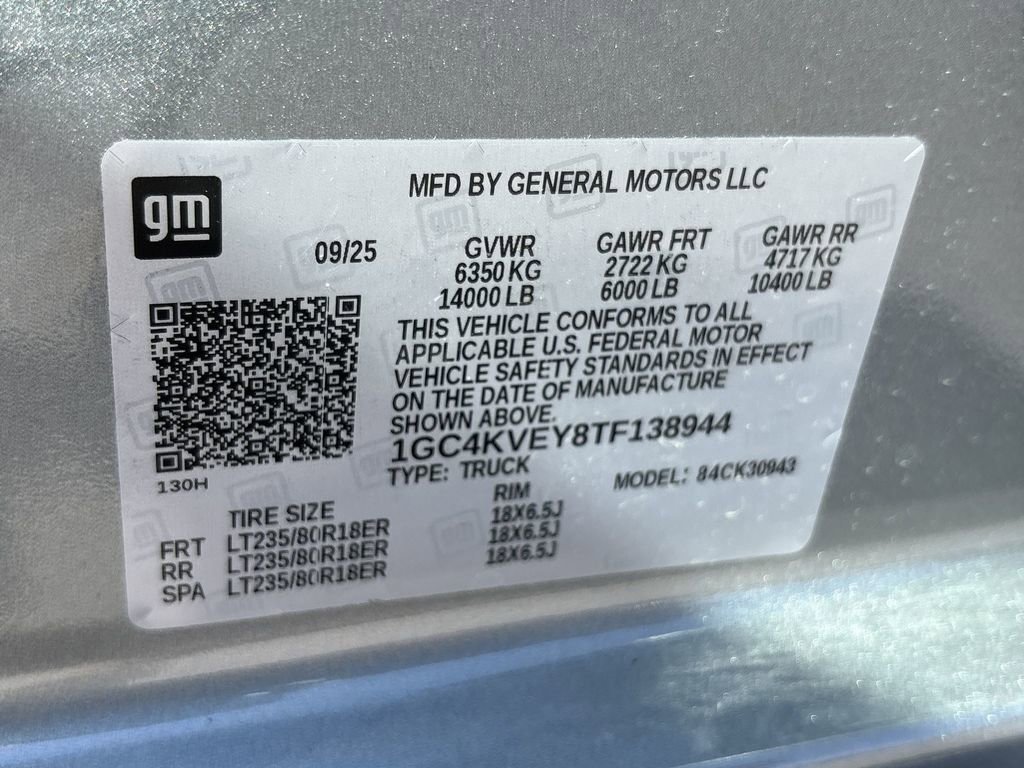 gm
MFD BY GENERAL MOTORS LLC
09/25 GVWR GAWR FRT GAWR RR
6350 KG 2722 KG 4717 KG
14000 LB 6000 LB 10400 LB
THIS VEHICLE CONFORMS TO ALL
APPLICABLE U.S. FEDERAL MOTOR
VEHICLE SAFETY STANDARDS IN EFFECT
ON THE DATE OF MANUFACTURE
SHOWN ABOVE.
1GC4KVEY8TF138944
TYPE: TRUCK MODEL: 84CK30943
130H
TIRE SIZE RIM
FRT LT235/80R18ER 18X6.5J
RR LT235/80R18ER 18X6.5J
SPA LT235/80R18ER 18X6.5J